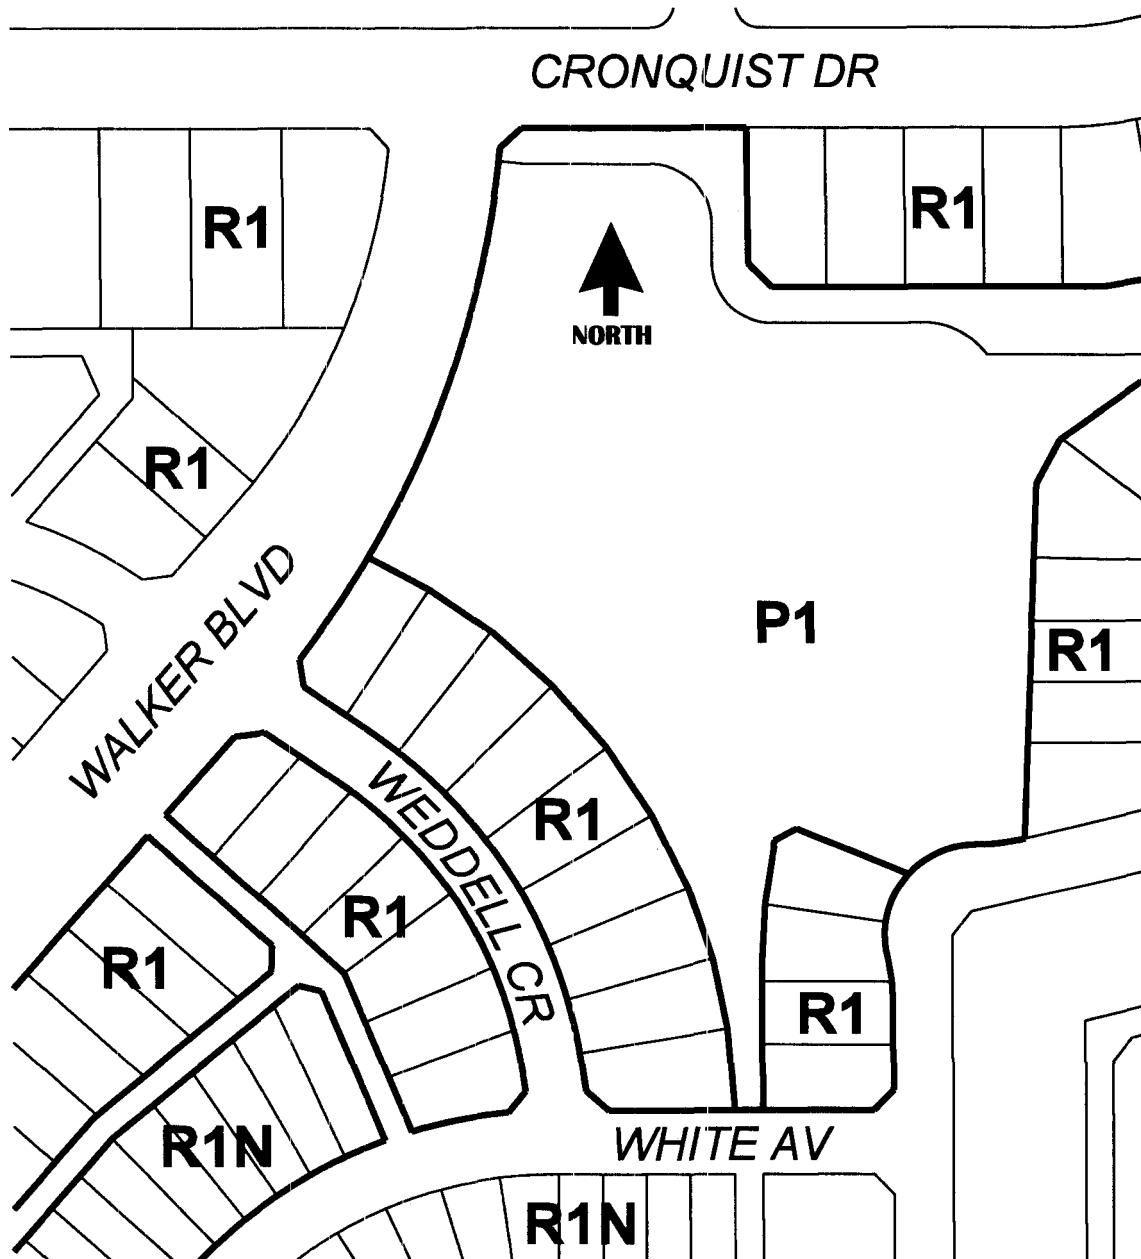 CRONQUIST DR
R1
R1
NORTH
R1
WALKER BLVD
P1
R1
WEDDELL CR
R1
R1
R1
R1
R1N
WHITE AV
R1N